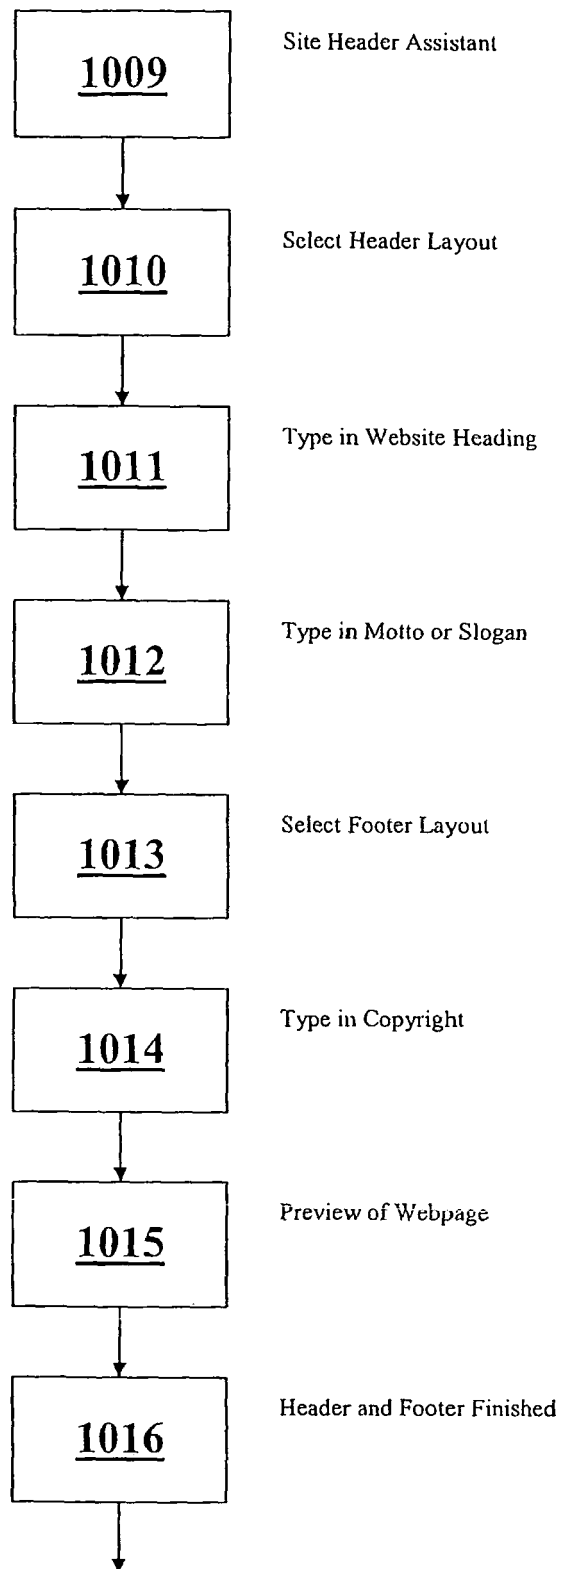 Site Header Assistant
1009
Select Header Layout
1010
Type in Website Heading
1011
Type in Motto or Slogan
1012
Select Footer Layout
1013
Type in Copyright
1014
Preview of Webpage
1015
Header and Footer Finished
1016